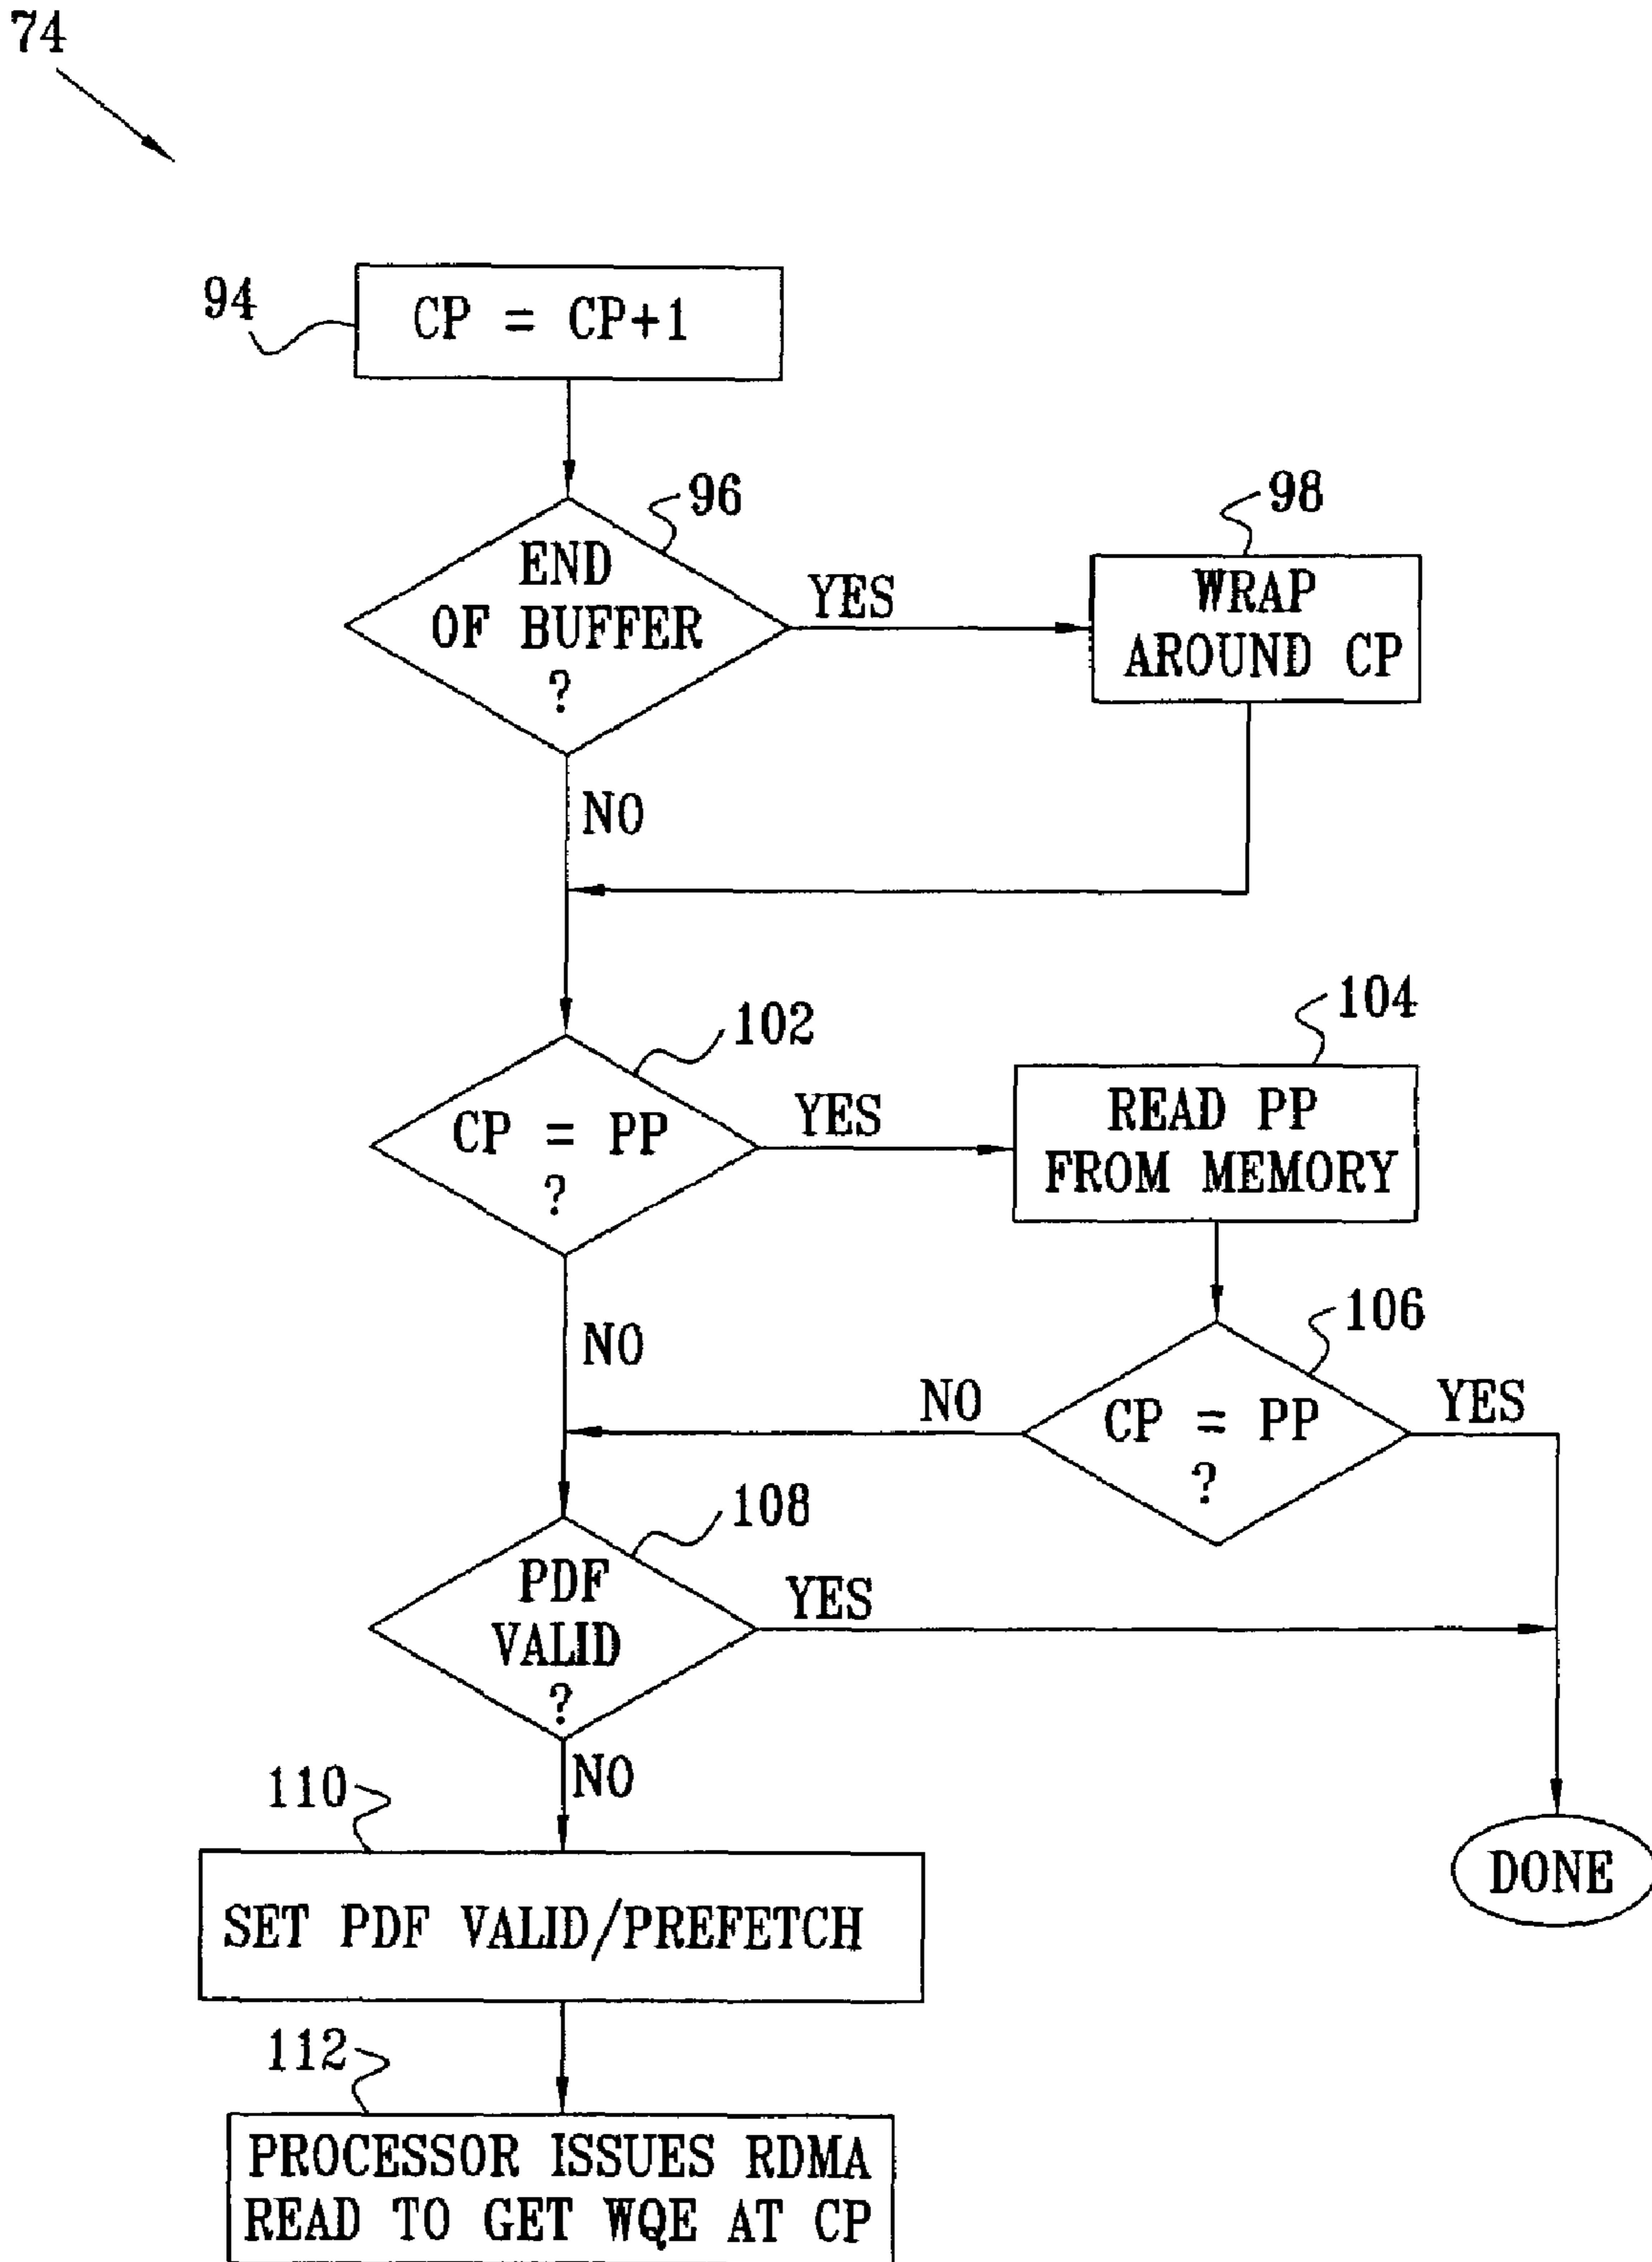 74
94
CP = CP+1
96
98
END
OF BUFFER
?
YES
WRAP
AROUND CP
NO
102
104
CP = PP
?
YES
READ PP
FROM MEMORY
NO
106
NO
CP = PP
?
YES
108
PDF
VALID
?
YES
NO
110
SET PDF VALID/PREFETCH
DONE
112
PROCESSOR ISSUES RDMA
READ TO GET WQE AT CP